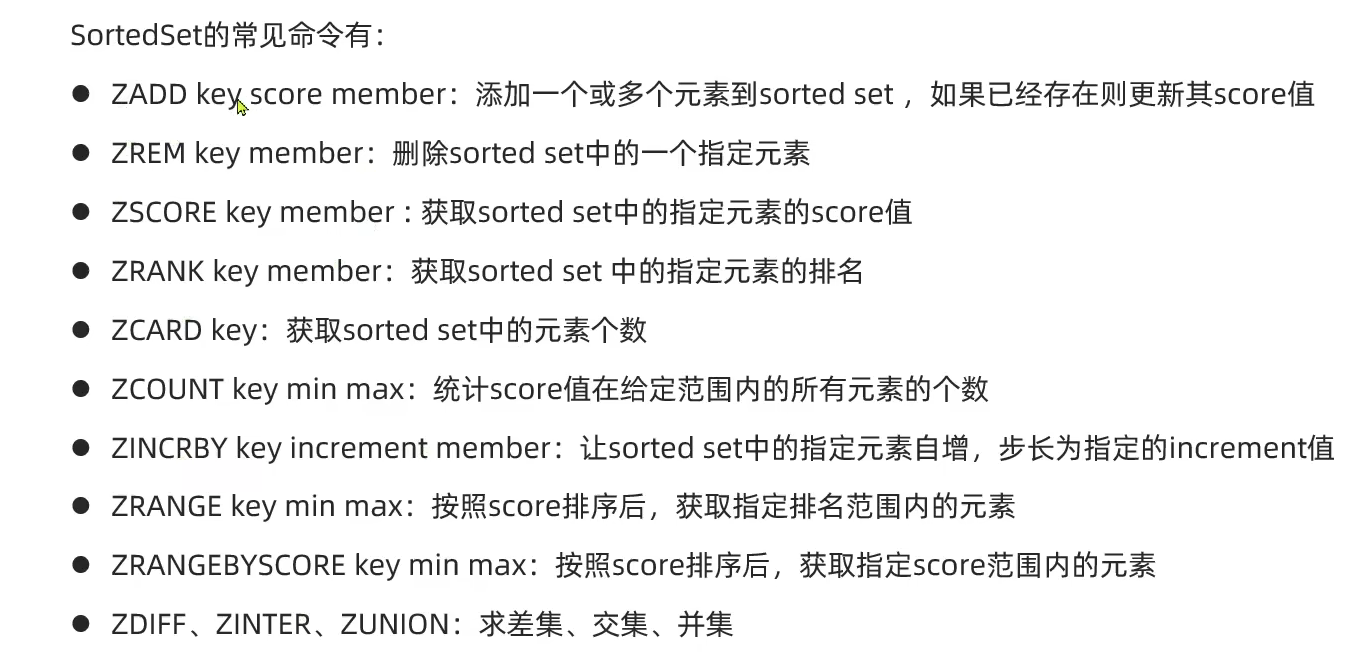 SortedSet的常见命令有：
● ZADD key score member：添加一个或多个元素到sorted set ，如果已经存在则更新其score值
● ZREM key member：删除sorted set中的一个指定元素
● ZSCORE key member : 获取sorted set中的指定元素的score值
● ZRANK key member：获取sorted set 中的指定元素的排名
● ZCARD key：获取sorted set中的元素个数
● ZCOUNT key min max：统计score值在给定范围内的所有元素的个数
● ZINCRBY key increment member：让sorted set中的指定元素自增，步长为指定的increment值
● ZRANGE key min max：按照score排序后，获取指定排名范围内的元素
● ZRANGEBYSCORE key min max：按照score排序后，获取指定score范围内的元素
● ZDIFF、ZINTER、ZUNION：求差集、交集、并集